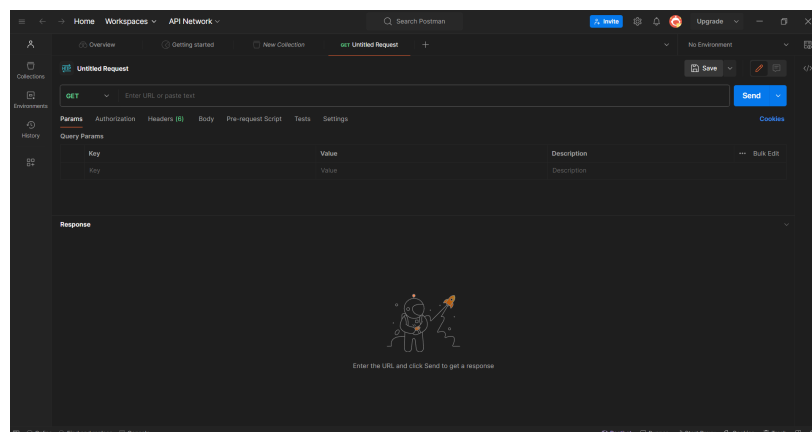 Home Workspaces API Network Search Postman Invite Upgrade
Overview Getting started New Collection GET Untitled Request + No Environment
Untitled Request Save
Collections
GET Enter URL or paste text Send
Environments
Params Authorization Headers (6) Body Pre-request Script Tests Settings Cookies
History
Query Params
Key Value Description Bulk Edit
Key Value Description
Response
Enter the URL and click Send to get a response